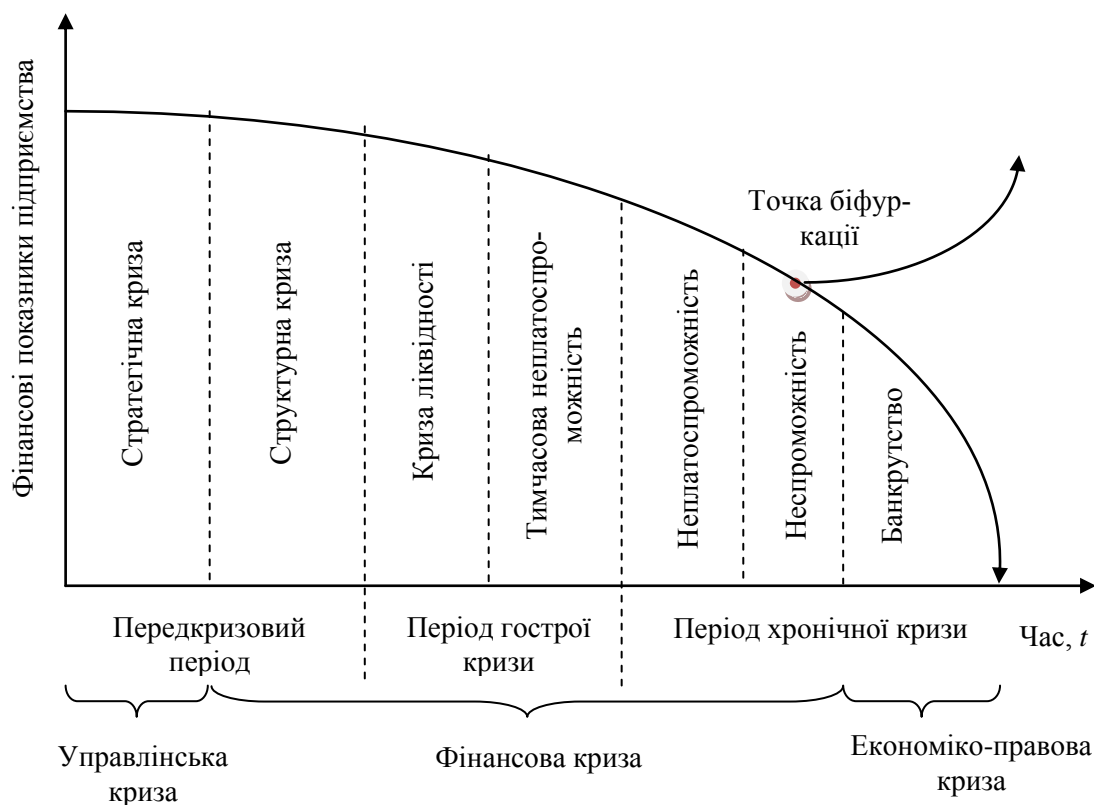 Фінансові показники підприємства
Стратегічна криза
Структурна криза
Криза ліквідності
Тимчасова неплатоспро-
можність
Неплатоспроможність
Неспроможність
Банкрутство
Точка біфур-
кації
Передкризовий
період
Період гострої
кризи
Період хронічної кризи
Час, t
Управлінська
криза
Фінансова криза
Економіко-правова
криза